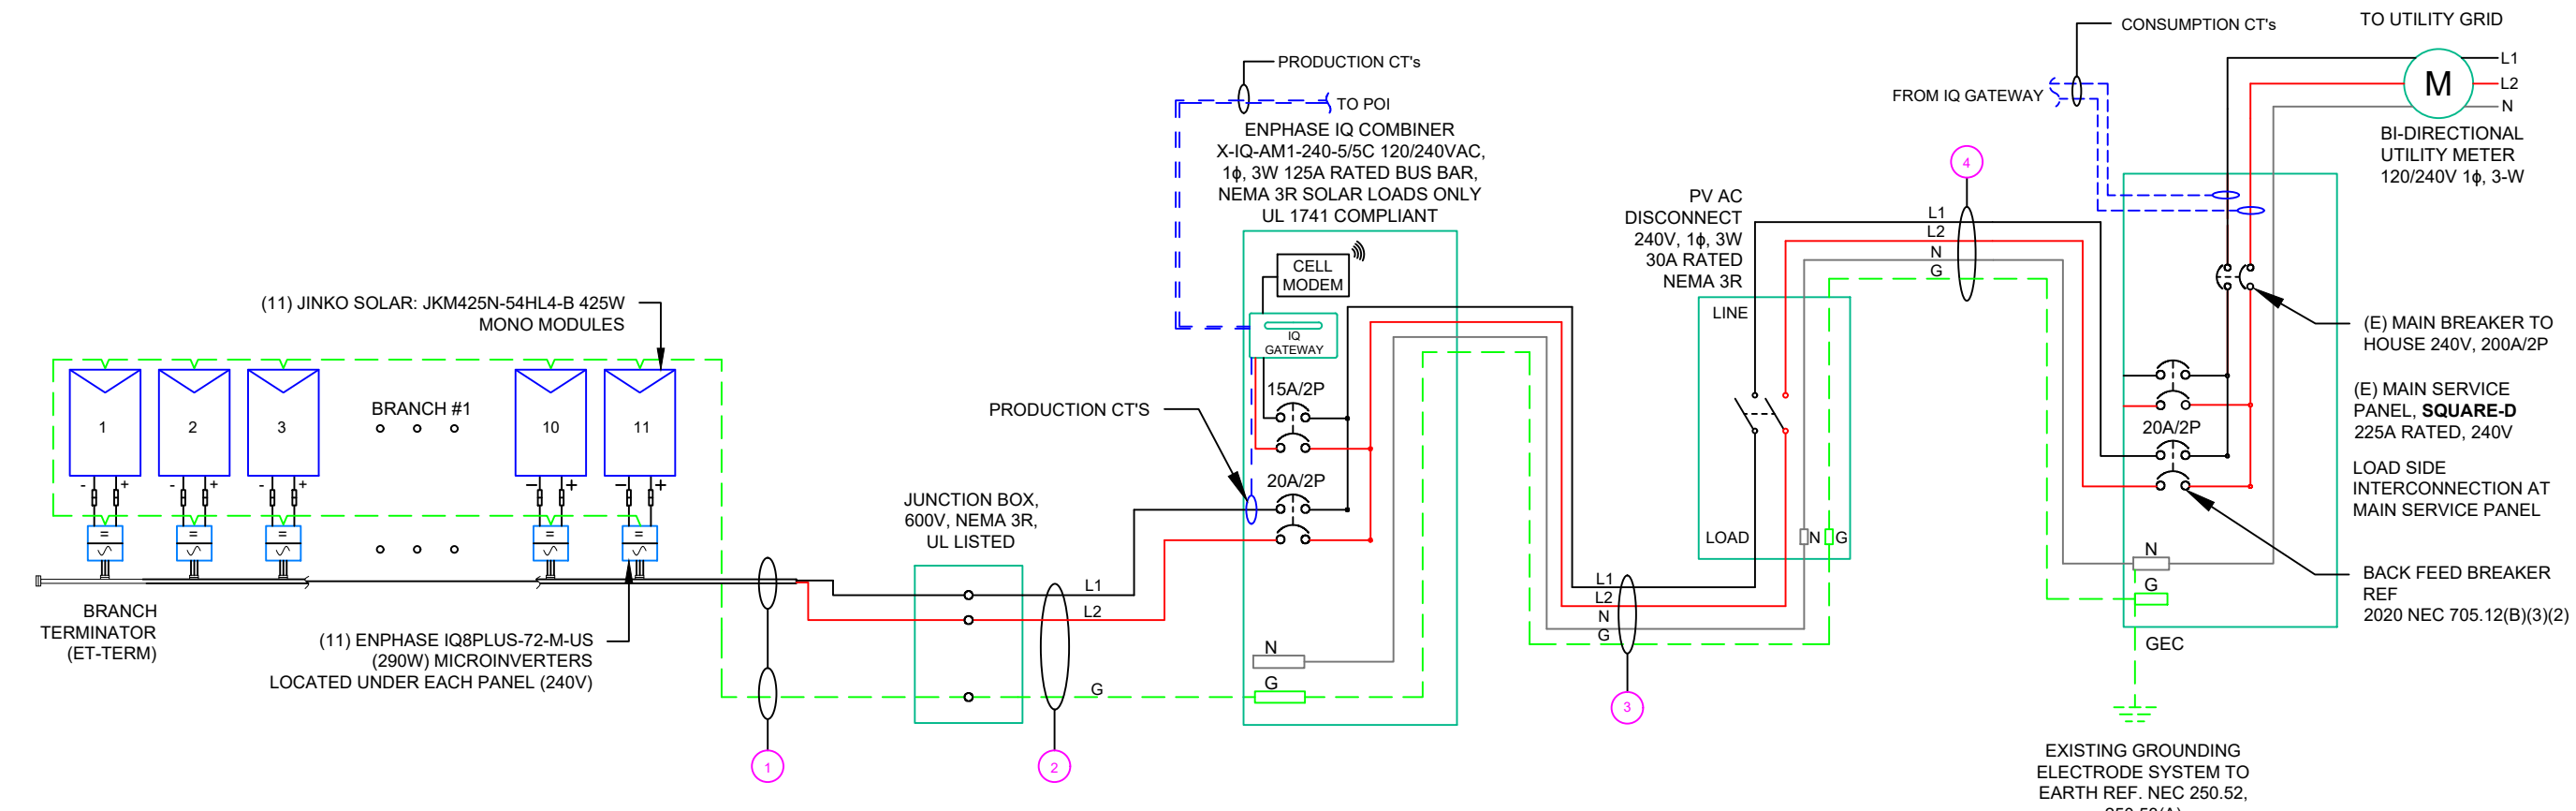 CONSUMPTION CT's
TO UTILITY GRID
PRODUCTION CT's
TO POI
FROM IQ GATEWAY
M
L1
L2
N
BI-DIRECTIONAL
UTILITY METER
120/240V 1ϕ, 3-W
ENPHASE IQ COMBINER
X-IQ-AM1-240-5/5C 120/240VAC,
1ϕ, 3W 125A RATED BUS BAR,
NEMA 3R SOLAR LOADS ONLY
UL 1741 COMPLIANT
CELL
MODEM
IQ
GATEWAY
15A/2P
20A/2P
PRODUCTION CT'S
N
G
(11) JINKO SOLAR: JKM425N-54HL4-B 425W
MONO MODULES
BRANCH #1
1
2
3
10
11
- +
- +
- +
- +
- +
=
=
=
=
=
BRANCH
TERMINATOR
(ET-TERM)
(11) ENPHASE IQ8PLUS-72-M-US
(290W) MICROINVERTERS
LOCATED UNDER EACH PANEL (240V)
1
JUNCTION BOX,
600V, NEMA 3R,
UL LISTED
L1
L2
G
2
L1
L2
N
G
3
PV AC
DISCONNECT
240V, 1ϕ, 3W
30A RATED
NEMA 3R
LINE
LOAD
N
G
4
L1
L2
N
G
20A/2P
N
G
GEC
(E) MAIN BREAKER TO
HOUSE 240V, 200A/2P
(E) MAIN SERVICE
PANEL, SQUARE-D
225A RATED, 240V
LOAD SIDE
INTERCONNECTION AT
MAIN SERVICE PANEL
BACK FEED BREAKER
REF
2020 NEC 705.12(B)(3)(2)
EXISTING GROUNDING
ELECTRODE SYSTEM TO
EARTH REF. NEC 250.52,